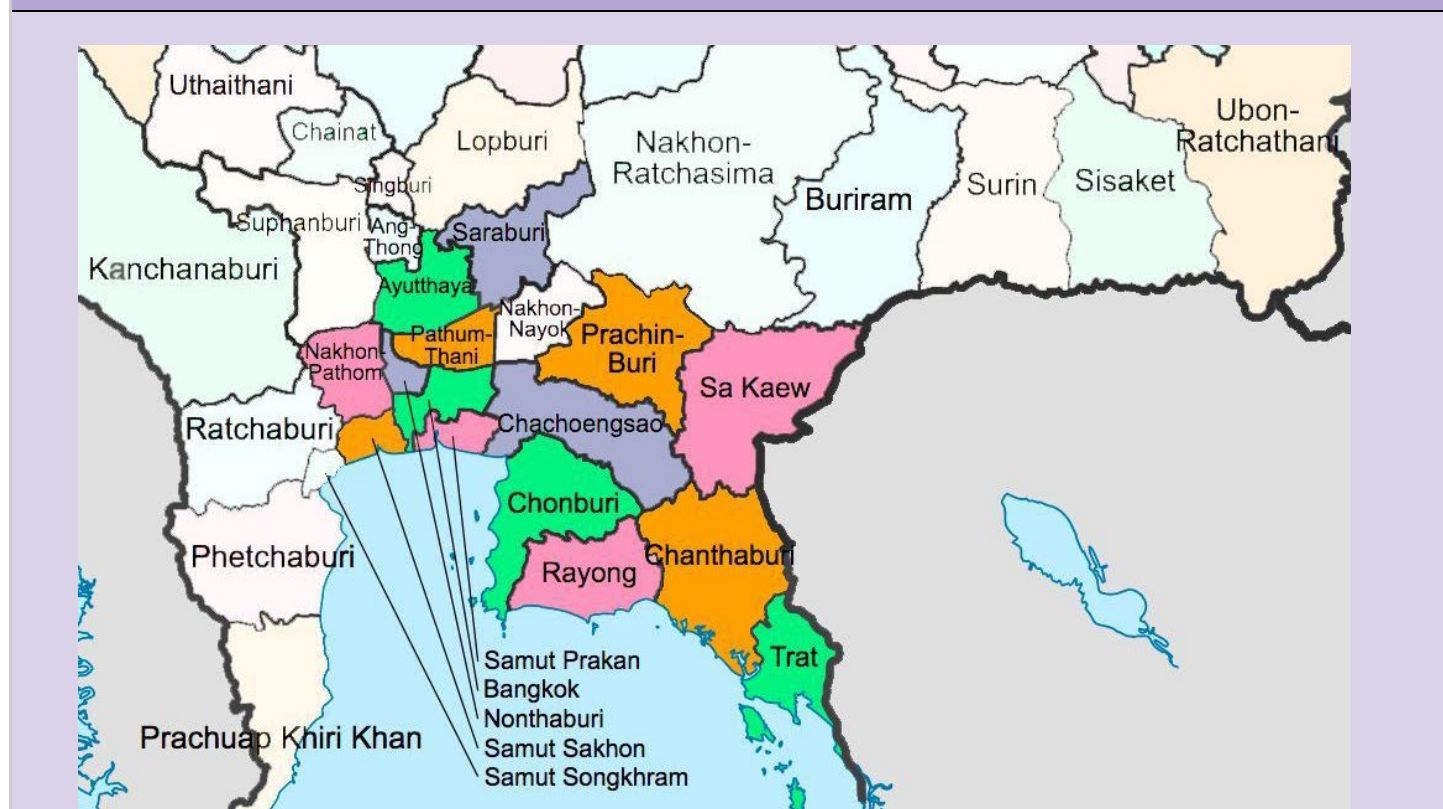 Uthaithani
Chainat
Lopburi
Nakhon-
Ratchasima
Ubon-
Ratchathani
Singburi
Suphanburi
Ang-
Thong
Saraburi
Buriram
Surin
Sisaket
Kanchanaburi
Ayutthaya
Nakhon-
Nayok
Pathum-
Thani
Prachin-
Buri
Nakhon-
Pathom
Sa Kaew
Ratchaburi
Chachoengsao
Chonburi
Phetchaburi
Rayong
Chanthaburi
Trat
Samut Prakan
Bangkok
Nonthaburi
Samut Sakhon
Samut Songkhram
Prachuap Khiri Khan